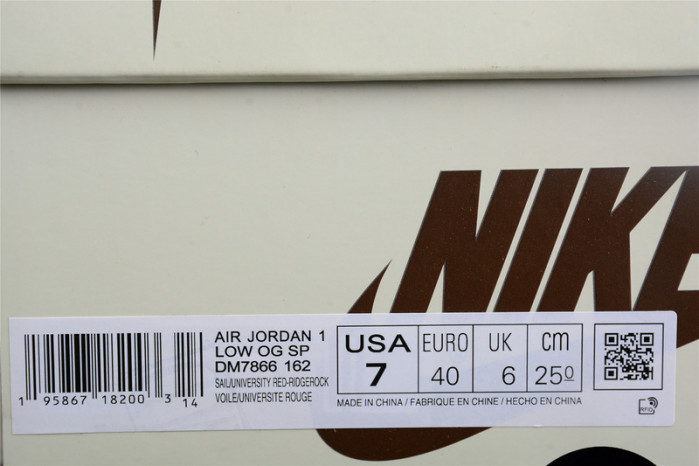 NIKE
AIR JORDAN 1
LOW OG SP
DM7866 162
SAIL/UNIVERSITY RED-RIDGEROCK
VOILE/UNIVERSITE ROUGE
1 95867 18200 3 14
USA EURO UK cm
7 40 6 25⁰
MADE IN CHINA / FABRIQUE EN CHINE / HECHO EN CHINA
RFID